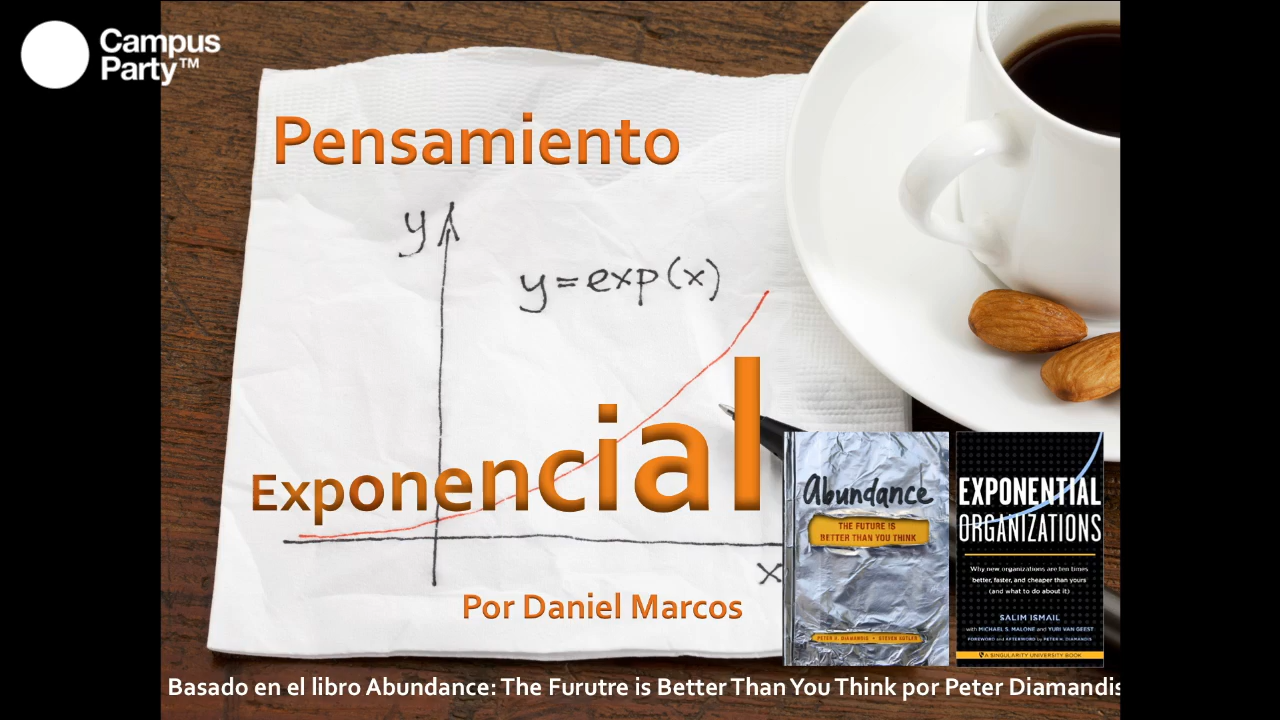 Campus
Party™
Pensamiento
y
y=exp(x)
Exponencial
x
Por Daniel Marcos
Abundance
THE FUTURE IS
BETTER THAN YOU THINK
PETER H. DIAMANDIS • STEVEN KOTLER
EXPONENTIAL
ORGANIZATIONS
Why new organizations are ten times
better, faster, and cheaper than yours
(and what to do about it)
SALIM ISMAIL
with MICHAEL S. MALONE and YURI VAN GEEST
FOREWORD and AFTERWORD by PETER H. DIAMANDIS
A SINGULARITY UNIVERSITY BOOK
Basado en el libro Abundance: The Furutre is Better Than You Think por Peter Diamandis